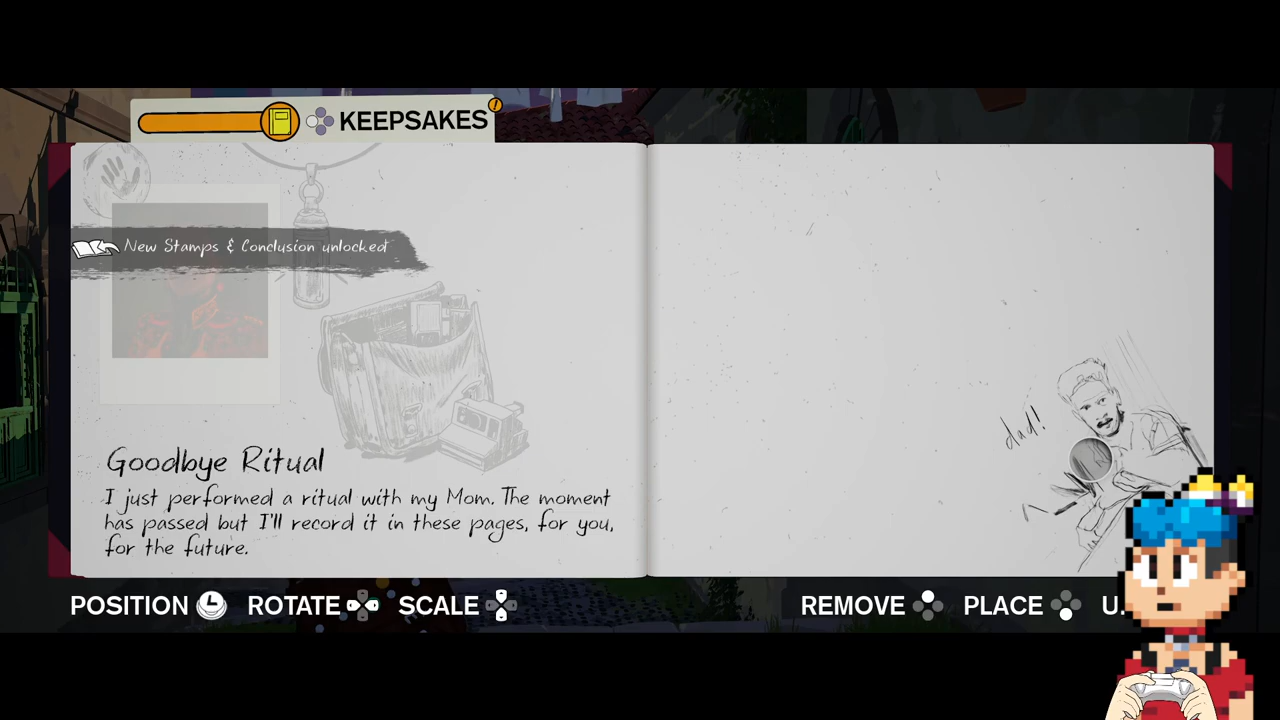 KEEPSAKES
New Stamps & Conclusion unlocked
dad!
Goodbye Ritual
I just performed a ritual with my Mom. The moment
has passed but I'll record it in these pages, for you,
for the future.
POSITION ROTATE SCALE REMOVE PLACE U.